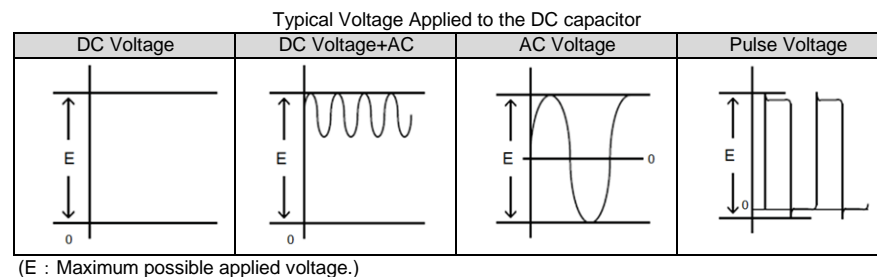 Typical Voltage Applied to the DC capacitor
DC Voltage DC Voltage+AC AC Voltage Pulse Voltage
E E E 0 E
0 0 0
(E : Maximum possible applied voltage.)